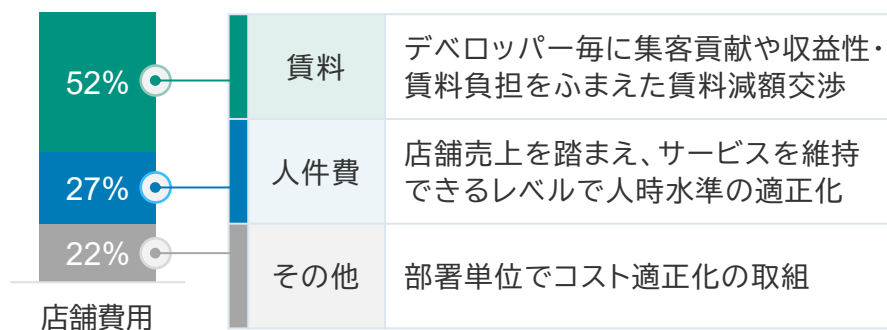 52%
賃料
デベロッパー毎に集客貢献や収益性・
賃料負担をふまえた賃料減額交渉
27%
人件費
店舗売上を踏まえ、サービスを維持
できるレベルで人時水準の適正化
22%
その他
部署単位でコスト適正化の取組
店舗費用